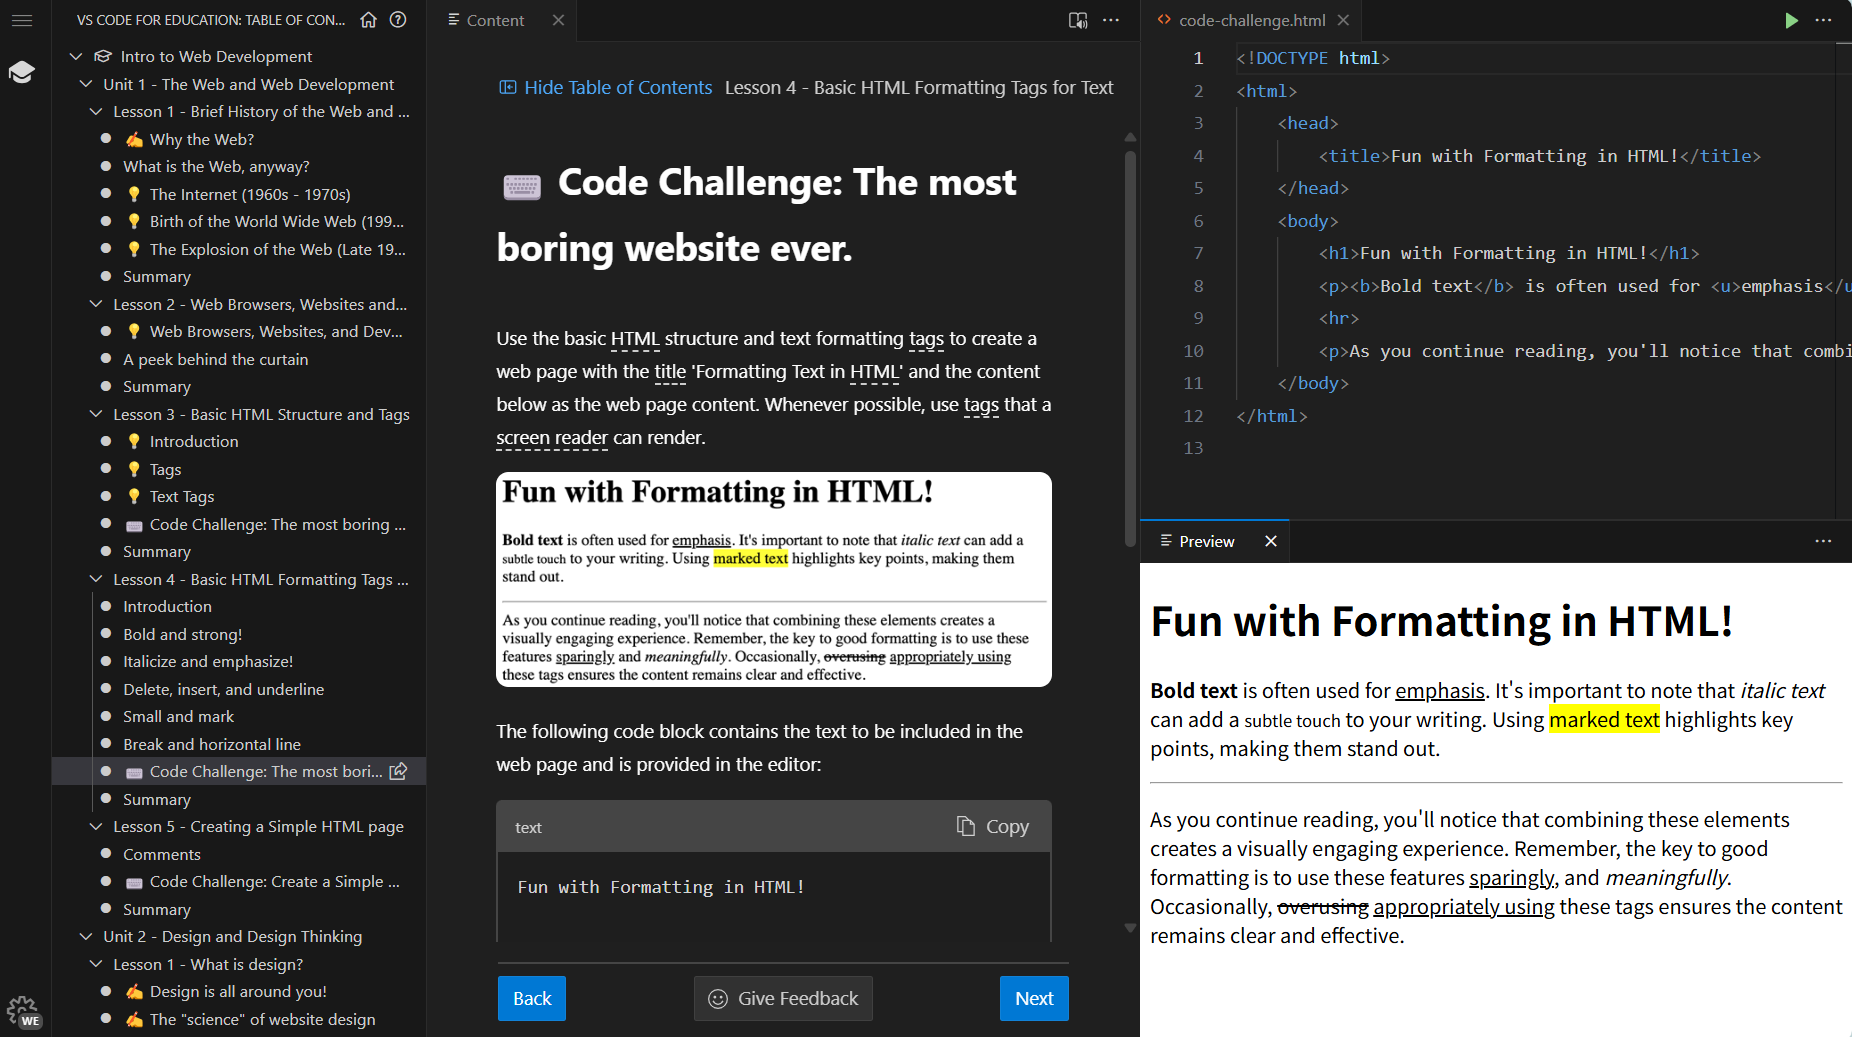 VS CODE FOR EDUCATION: TABLE OF CON...
Intro to Web Development
Unit 1 - The Web and Web Development
Lesson 1 - Brief History of the Web and ...
Why the Web?
What is the Web, anyway?
The Internet (1960s - 1970s)
Birth of the World Wide Web (199...
The Explosion of the Web (Late 19...
Summary
Lesson 2 - Web Browsers, Websites and...
Web Browsers, Websites, and Dev...
A peek behind the curtain
Summary
Lesson 3 - Basic HTML Structure and Tags
Introduction
Tags
Text Tags
Code Challenge: The most boring ...
Summary
Lesson 4 - Basic HTML Formatting Tags ...
Introduction
Bold and strong!
Italicize and emphasize!
Delete, insert, and underline
Small and mark
Break and horizontal line
Code Challenge: The most bori...
Summary
Lesson 5 - Creating a Simple HTML page
Comments
Code Challenge: Create a Simple ...
Summary
Unit 2 - Design and Design Thinking
Lesson 1 - What is design?
Design is all around you!
The "science" of website design
WE
Content
Hide Table of Contents Lesson 4 - Basic HTML Formatting Tags for Text
Code Challenge: The most
boring website ever.
Use the basic HTML structure and text formatting tags to create a
web page with the title 'Formatting Text in HTML' and the content
below as the web page content. Whenever possible, use tags that a
screen reader can render.
Fun with Formatting in HTML!
Bold text is often used for emphasis. It's important to note that italic text can add a
subtle touch to your writing. Using marked text highlights key points, making them
stand out.
As you continue reading, you'll notice that combining these elements creates a
visually engaging experience. Remember, the key to good formatting is to use these
features sparingly and meaningfully. Occasionally, overusing appropriately using
these tags ensures the content remains clear and effective.
The following code block contains the text to be included in the
web page and is provided in the editor:
text Copy
Fun with Formatting in HTML!
Back Give Feedback Next
code-challenge.html
1 <!DOCTYPE html>
2 <html>
3 <head>
4 <title>Fun with Formatting in HTML!</title>
5 </head>
6 <body>
7 <h1>Fun with Formatting in HTML!</h1>
8 <p><b>Bold text</b> is often used for <u>emphasis</u
9 <hr>
10 <p>As you continue reading, you'll notice that combi
11 </body>
12 </html>
13
Preview
Fun with Formatting in HTML!
Bold text is often used for emphasis. It's important to note that italic text
can add a subtle touch to your writing. Using marked text highlights key
points, making them stand out.
As you continue reading, you'll notice that combining these elements
creates a visually engaging experience. Remember, the key to good
formatting is to use these features sparingly, and meaningfully.
Occasionally, overusing appropriately using these tags ensures the content
remains clear and effective.